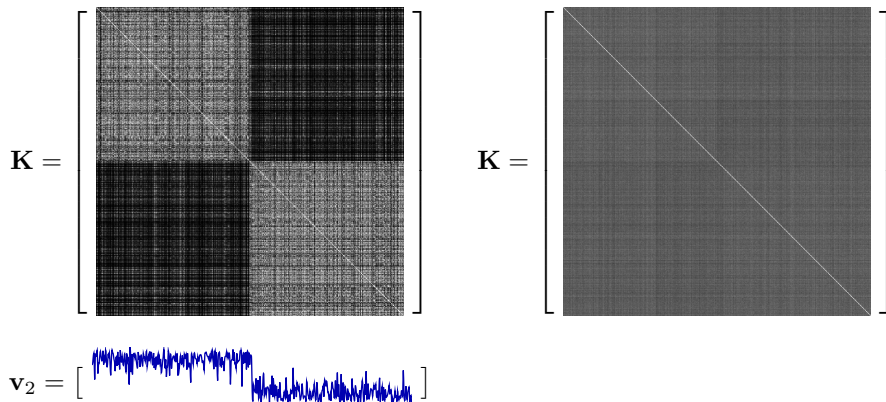 K = [ ]
K = [ ]
v₂ = [ ]